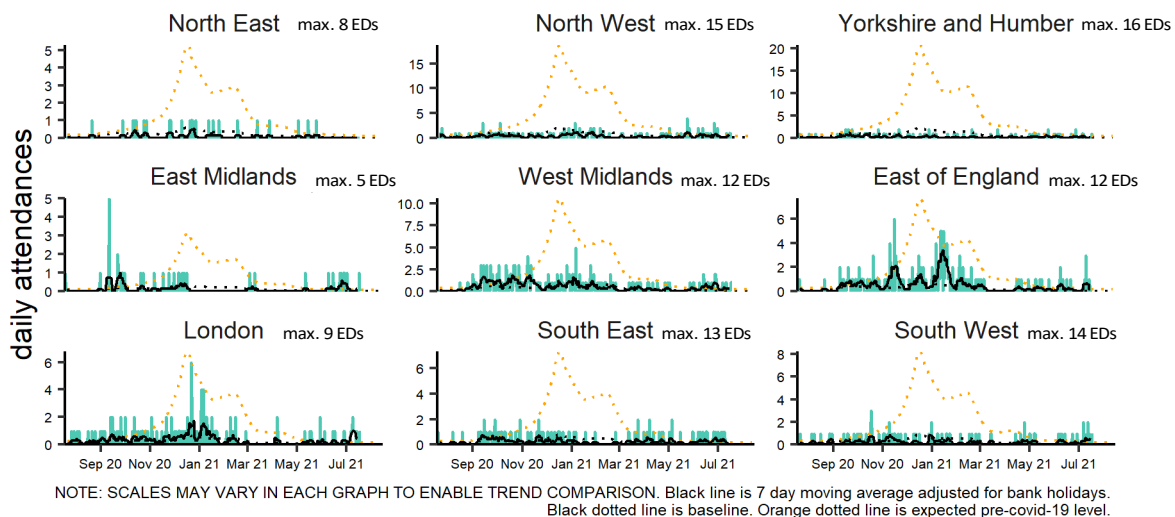 North East max. 8 EDs
North West max. 15 EDs
Yorkshire and Humber max. 16 EDs
5
4
3
2
1
0
15
10
5
0
20
15
10
5
0
daily attendances
East Midlands max. 5 EDs
West Midlands max. 12 EDs
East of England max. 12 EDs
5
4
3
2
1
0
10.0
7.5
5.0
2.5
0.0
6
4
2
0
London max. 9 EDs
South East max. 13 EDs
South West max. 14 EDs
6
4
2
0
6
4
2
0
8
6
4
2
0
Sep 20 Nov 20 Jan 21 Mar 21 May 21 Jul 21
Sep 20 Nov 20 Jan 21 Mar 21 May 21 Jul 21
Sep 20 Nov 20 Jan 21 Mar 21 May 21 Jul 21
NOTE: SCALES MAY VARY IN EACH GRAPH TO ENABLE TREND COMPARISON. Black line is 7 day moving average adjusted for bank holidays.
Black dotted line is baseline. Orange dotted line is expected pre-covid-19 level.